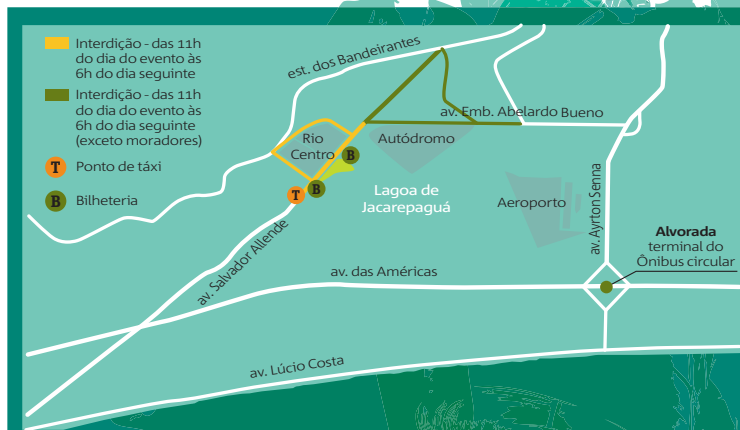 Interdição - das 11h
do dia do evento às
6h do dia seguinte
Interdição - das 11h
do dia do evento às
6h do dia seguinte
(exceto moradores)
T Ponto de táxi
B Bilheteria
est. dos Bandeirantes
av. Emb. Abelardo Bueno
Rio
Centro
Autódromo
B
T
B
Lagoa de
Jacarepaguá
Aeroporto
av. Ayrton Senna
Alvorada
terminal do
Ônibus circular
av. Salvador Allende
av. das Américas
av. Lúcio Costa